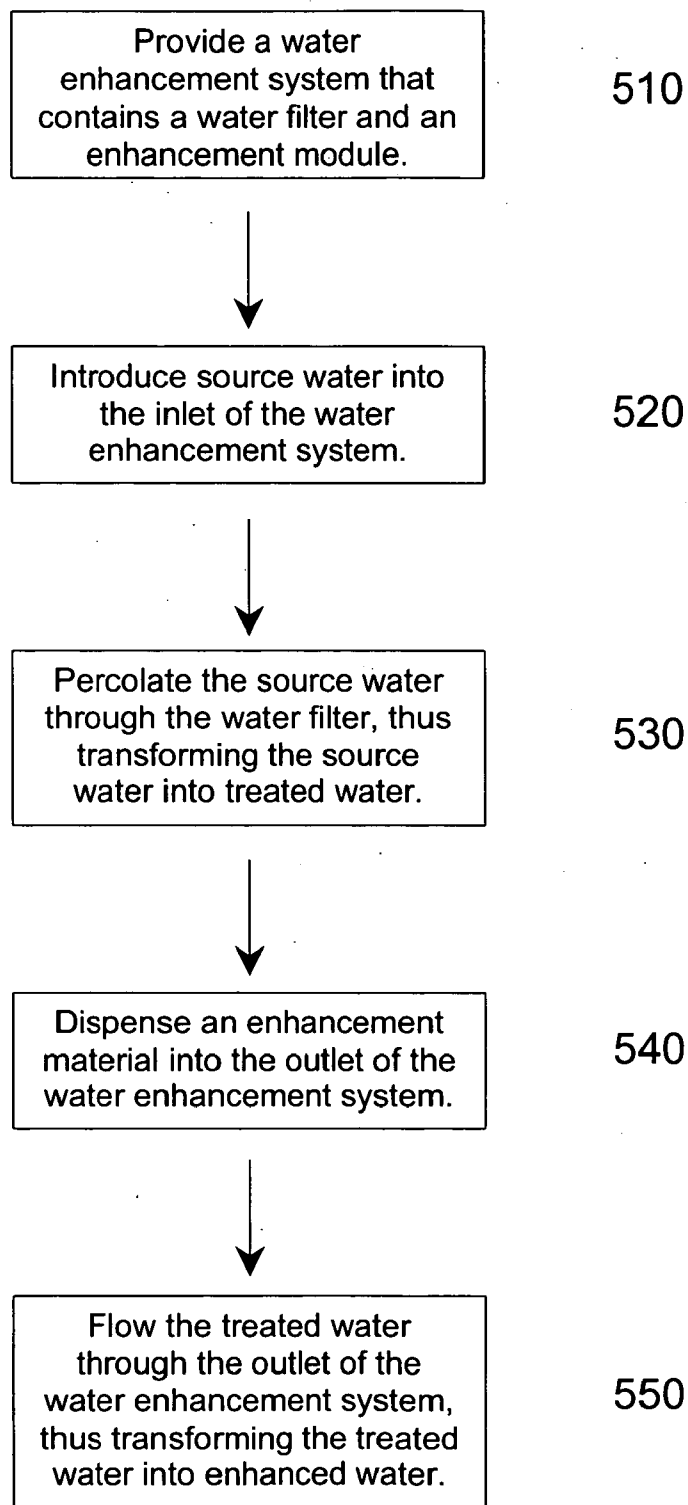 Provide a water
enhancement system that
contains a water filter and an
enhancement module.
510
Introduce source water into
the inlet of the water
enhancement system.
520
Percolate the source water
through the water filter, thus
transforming the source
water into treated water.
530
Dispense an enhancement
material into the outlet of the
water enhancement system.
540
Flow the treated water
through the outlet of the
water enhancement system,
thus transforming the treated
water into enhanced water.
550